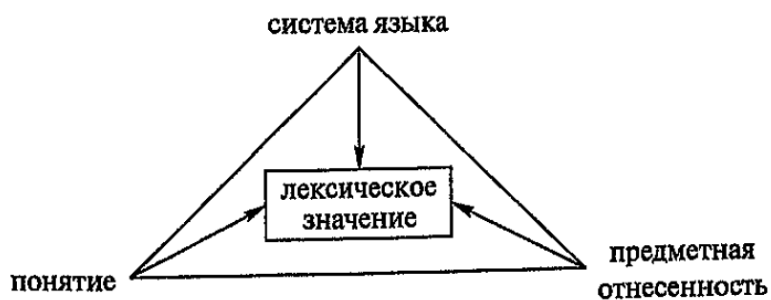 система языка
лексическое
значение
понятие
предметная
отнесенность